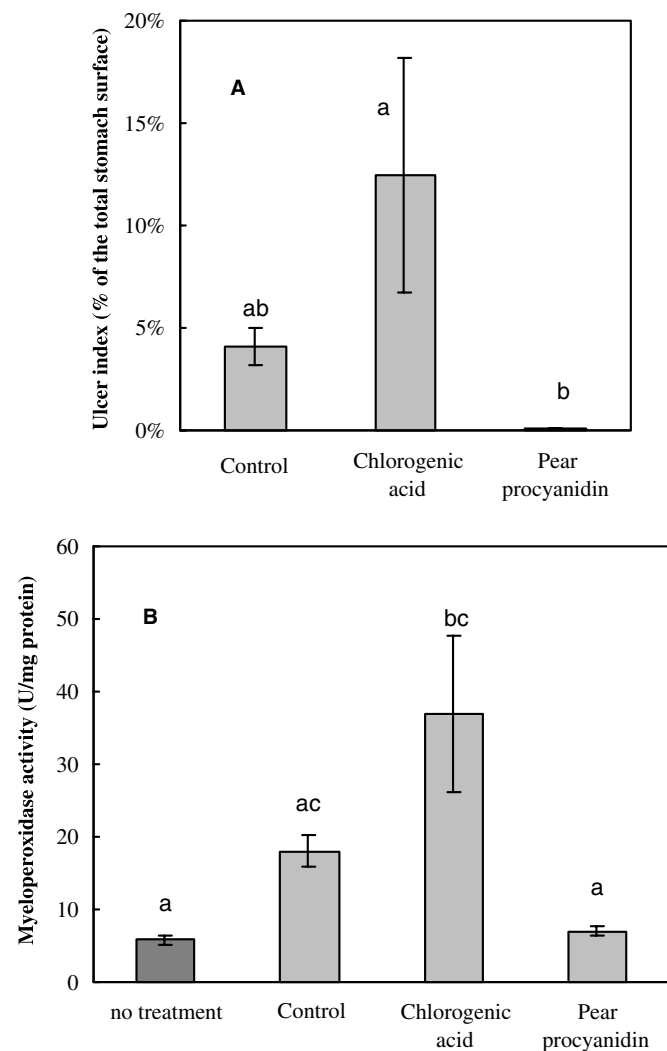 Ulcer index (% of the total stomach surface)
20%
15%
10%
5%
0%
A
ab
a
b
Control
Chlorogenic
acid
Pear
procyanidin
Myeloperoxidase activity (U/mg protein)
60
50
40
30
20
10
0
B
a
ac
bc
a
no treatment
Control
Chlorogenic
acid
Pear
procyanidin